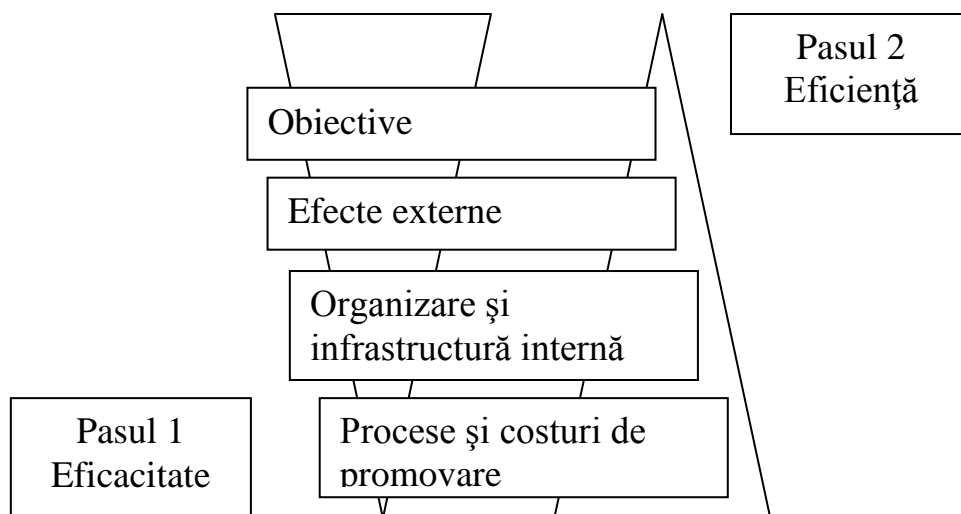 Pasul 2
Eficienţă
Obiective
Efecte externe
Organizare şi
infrastructură internă
Pasul 1
Eficacitate
Procese şi costuri de
promovare